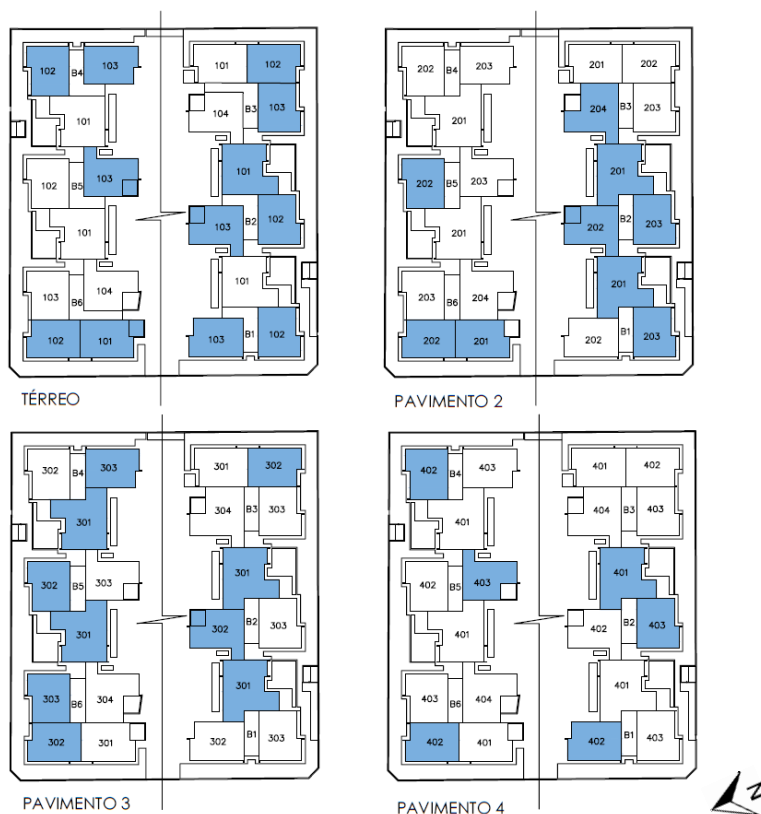 102 B4 103
101
101 102
104 B3 103
102 B5 103
101
101
103 B2 102
103 B6 104
102 101
101
103 B1 102
TÉRREO
202 B4 203
201
201 202
204 B3 203
202 B5 203
201
201
202 B2 203
203 B6 204
202 201
201
202 B1 203
PAVIMENTO 2
302 B4 303
301
301 302
304 B3 303
302 B5 303
301
301
302 B2 303
303 B6 304
302 301
301
302 B1 303
PAVIMENTO 3
402 B4 403
401
401 402
404 B3 403
402 B5 403
401
401
402 B2 403
403 B6 404
402 401
401
402 B1 403
PAVIMENTO 4
N